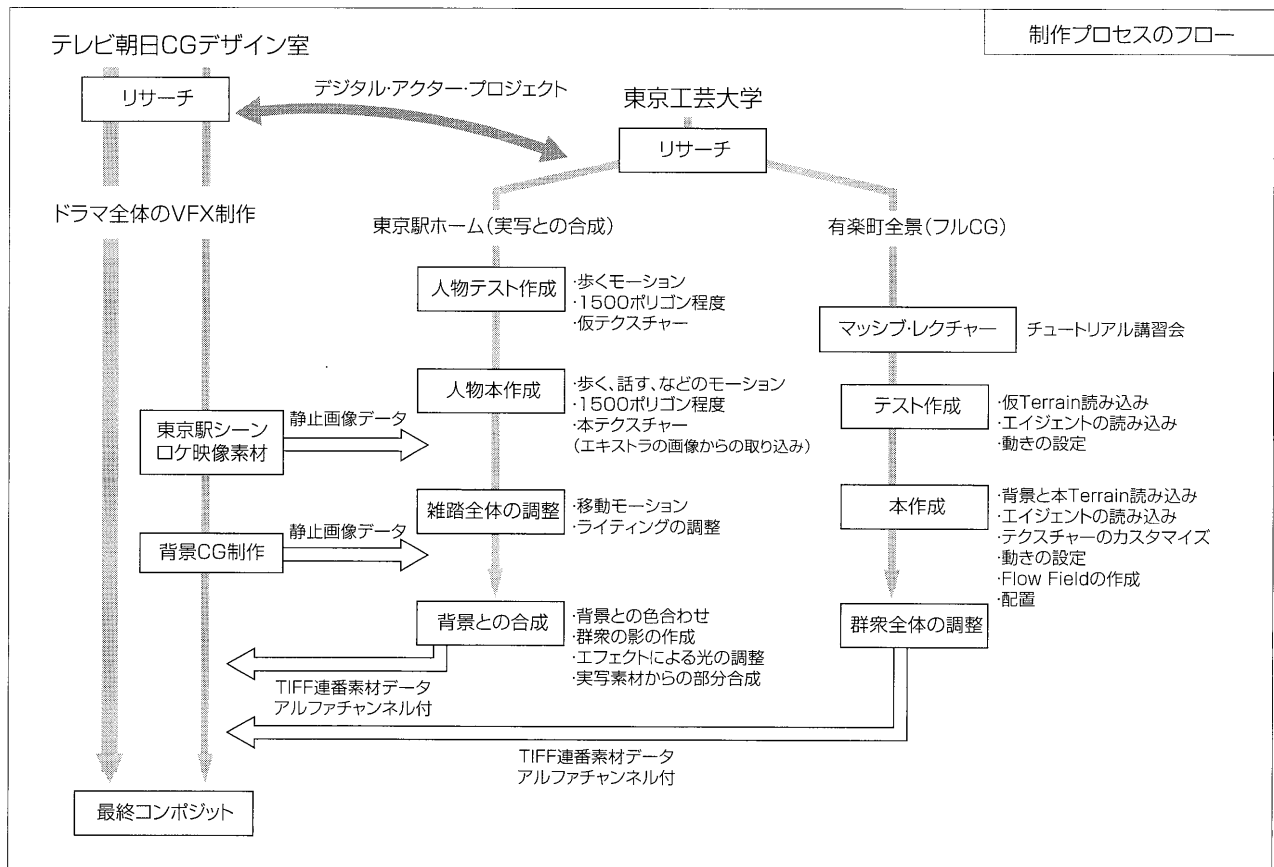 制作プロセスのフロー
テレビ朝日CGデザイン室
リサーチ
デジタル・アクター・プロジェクト
東京工芸大学
リサーチ
ドラマ全体のVFX制作
東京駅ホーム(実写との合成)
有楽町全景(フルCG)
人物テスト作成
・歩くモーション
・1500ポリゴン程度
・仮テクスチャー
マッシブ・レクチャー
チュートリアル講習会
人物本作成
・歩く、話す、などのモーション
・1500ポリゴン程度
・本テクスチャー
(エキストラの画像からの取り込み)
テスト作成
・仮Terrain読み込み
・エイジェントの読み込み
・動きの設定
東京駅シーン
ロケ映像素材
静止画像データ
雑踏全体の調整
・移動モーション
・ライティングの調整
本作成
・背景と本Terrain読み込み
・エイジェントの読み込み
・テクスチャーのカスタマイズ
・動きの設定
・Flow Fieldの作成
・配置
背景CG制作
静止画像データ
背景との合成
・背景との色合わせ
・群衆の影の作成
・エフェクトによる光の調整
・実写素材からの部分合成
群衆全体の調整
TIFF連番素材データ
アルファチャンネル付
TIFF連番素材データ
アルファチャンネル付
最終コンポジット